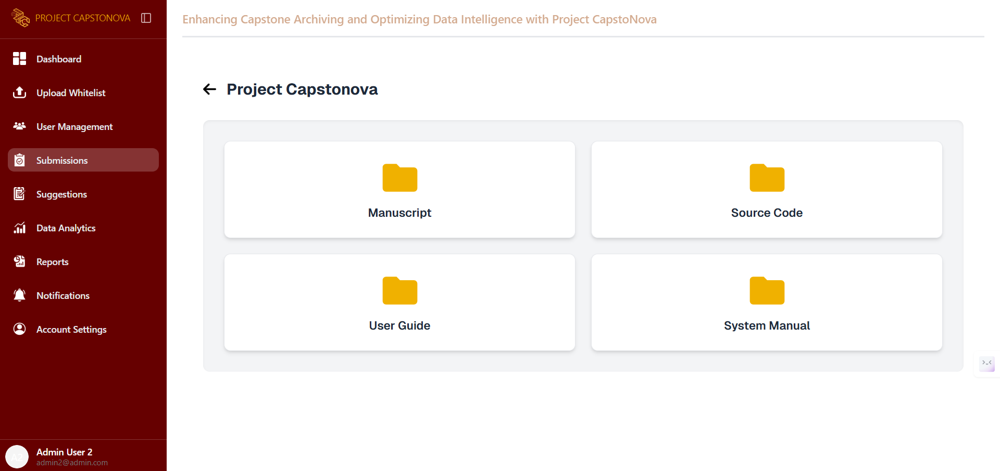 PROJECT CAPSTONOVA
Enhancing Capstone Archiving and Optimizing Data Intelligence with Project CapstoNova
Dashboard
Upload Whitelist
User Management
Submissions
Suggestions
Data Analytics
Reports
Notifications
Account Settings
Admin User 2
admin2@admin.com
A2
Project Capstonova
Manuscript
Source Code
User Guide
System Manual